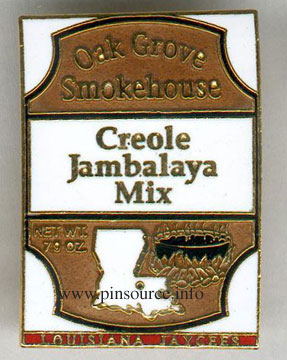 Oak Grove
Smokehouse
Creole
Jambalaya
Mix
NET. WT.
7.9 OZ.
www.pinsource.info
LOUISIANA JAYCEES